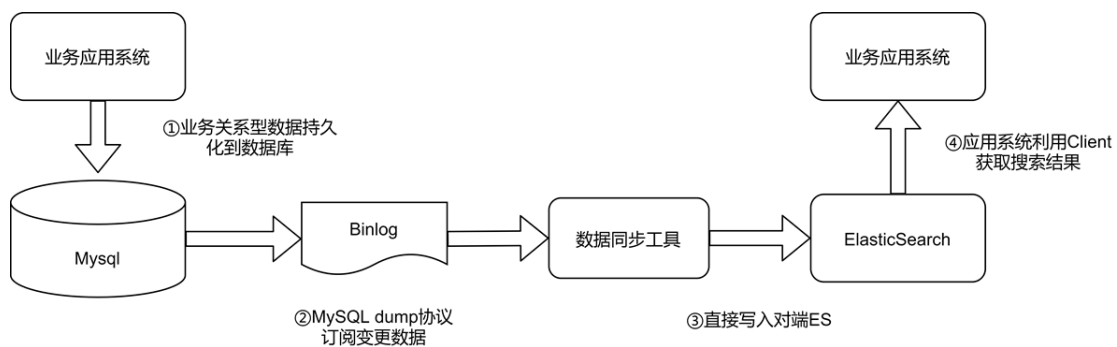 业务应用系统
业务应用系统
①业务关系型数据持久
化到数据库
④应用系统利用Client
获取搜索结果
Mysql
Binlog
数据同步工具
ElasticSearch
②MySQL dump协议
订阅变更数据
③直接写入对端ES